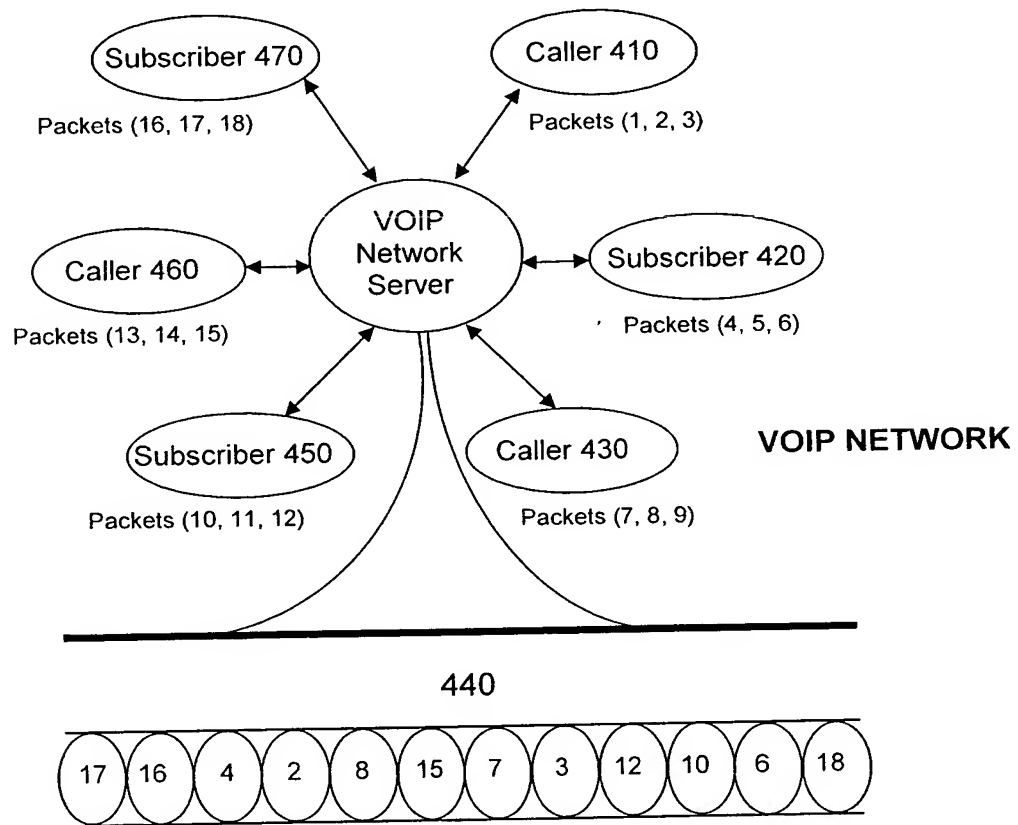 Subscriber 470
Caller 410
Packets (16, 17, 18)
Packets (1, 2, 3)
VOIP
Network
Server
Caller 460
Subscriber 420
Packets (13, 14, 15)
Packets (4, 5, 6)
Subscriber 450
Caller 430
VOIP NETWORK
Packets (10, 11, 12)
Packets (7, 8, 9)
440
17 16 4 2 8 15 7 3 12 10 6 18